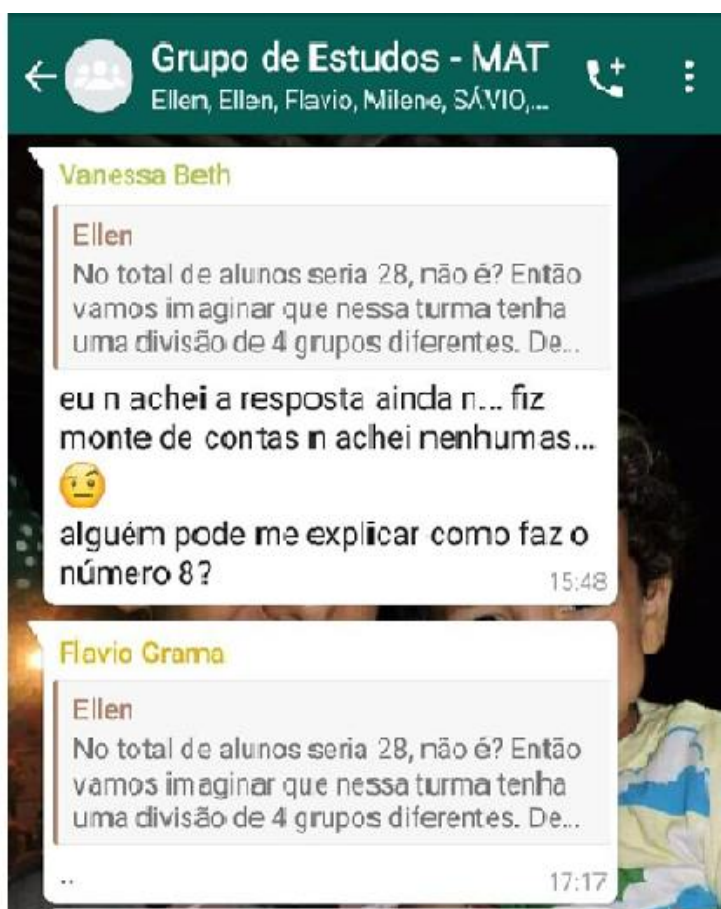 Grupo de Estudos - MAT
Ellen, Ellen, Flavio, Milene, SÁVIO,...
Vanessa Beth
Ellen
No total de alunos seria 28, não é? Então
vamos imaginar que nessa turma tenha
uma divisão de 4 grupos diferentes. De...
eu n achei a resposta ainda n... fiz
monte de contas n achei nenhumas...
🤨
alguém pode me explicar como faz o
número 8?
15:48
Flavio Grama
Ellen
No total de alunos seria 28, não é? Então
vamos imaginar que nessa turma tenha
uma divisão de 4 grupos diferentes. De...
..
17:17